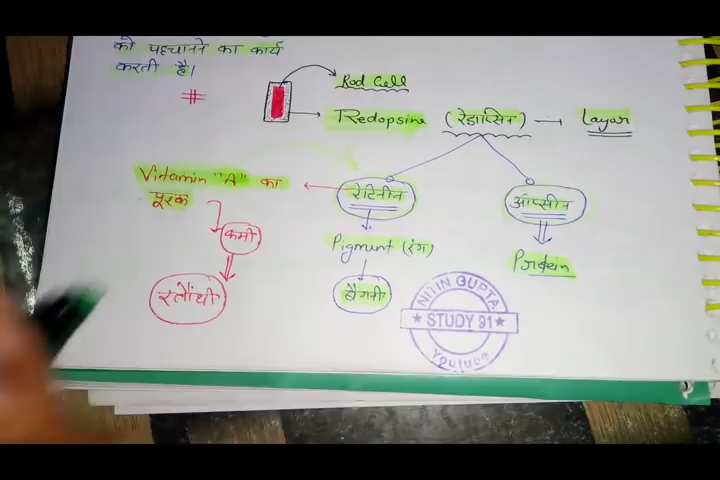 को पहचानने का कार्य
करती है।
Rod Cell
Redopsine (रेडाप्सिन) → Layar
Vitamin "A" का
पूरक
रेटिनीन
ऑप्सीन
कमी
Pigment (रंग)
Protein
रतौंधी
बैंगनी
NITIN GUPTA
★ STUDY 91 ★
Youtube